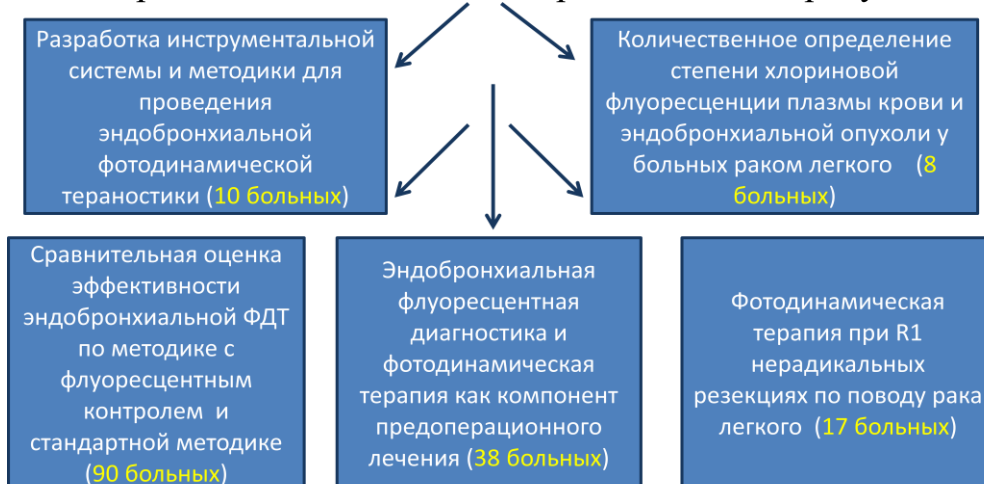 Разработка инструментальной
системы и методики для
проведения
эндобронхиальной
фотодинамической
тераностики (10 больных)
Количественное определение
степени хлориновой
флуоресценции плазмы крови и
эндобронхиальной опухоли у
больных раком легкого (8
больных)
Сравнительная оценка
эффективности
эндобронхиальной ФДТ
по методике с
флуоресцентным
контролем и
стандартной методике
(90 больных)
Эндобронхиальная
флуоресцентная
диагностика и
фотодинамическая
терапия как компонент
предоперационного
лечения (38 больных)
Фотодинамическая
терапия при R1
нерадикальных
резекциях по поводу рака
легкого (17 больных)